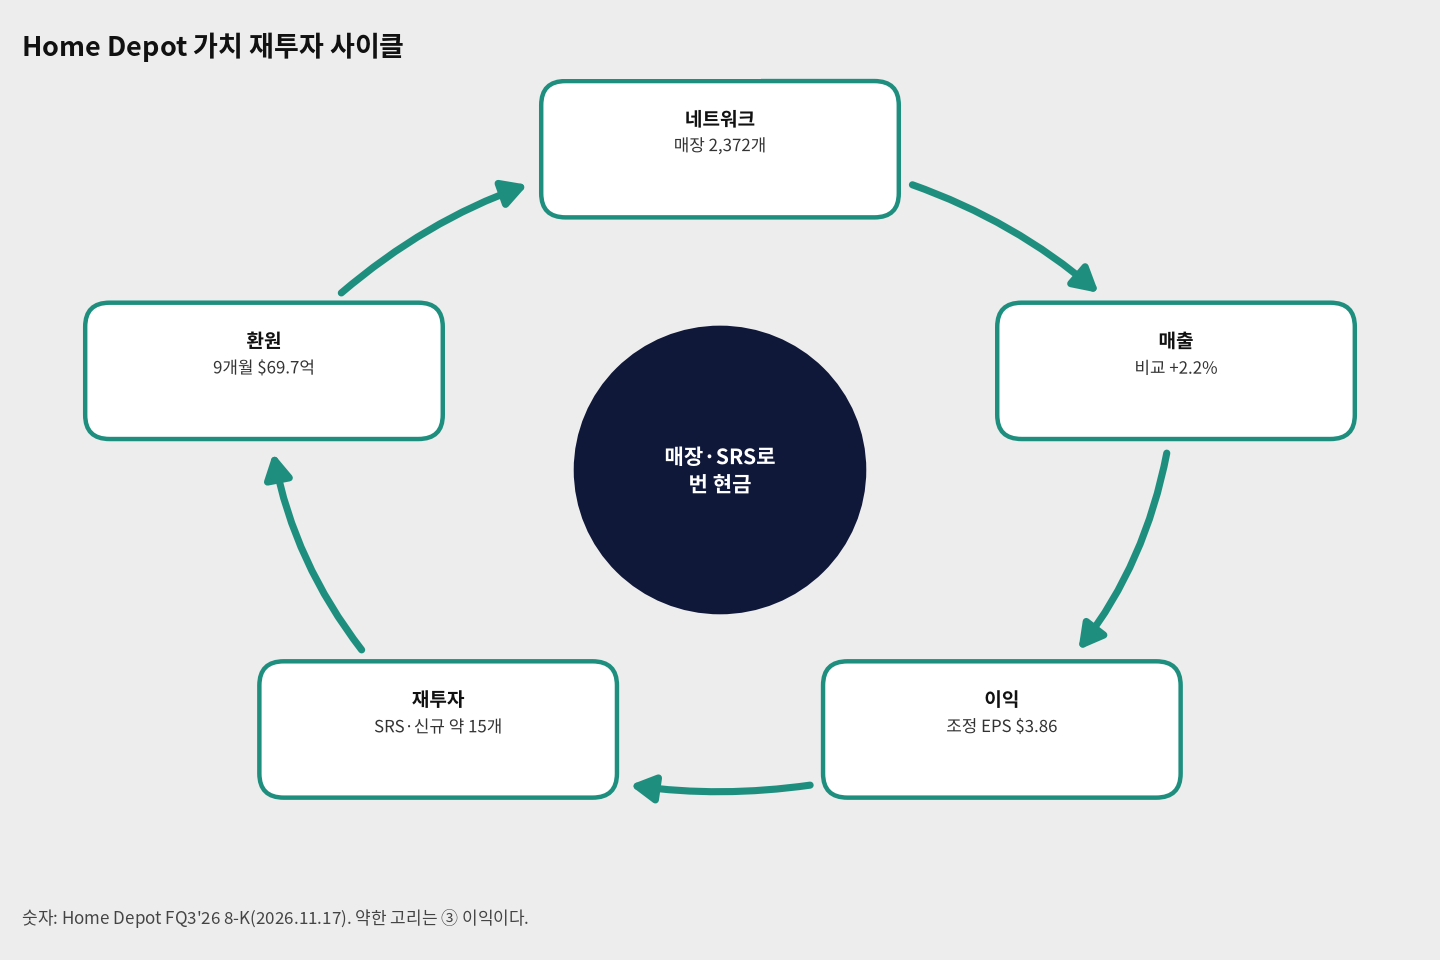 Home Depot 가치 재투자 사이클
네트워크
매장 2,372개
환원
9개월 $69.7억
매출
비교 +2.2%
매장·SRS로
번 현금
재투자
SRS·신규 약 15개
이익
조정 EPS $3.86
숫자: Home Depot FQ3'26 8-K(2026.11.17). 약한 고리는 ③ 이익이다.